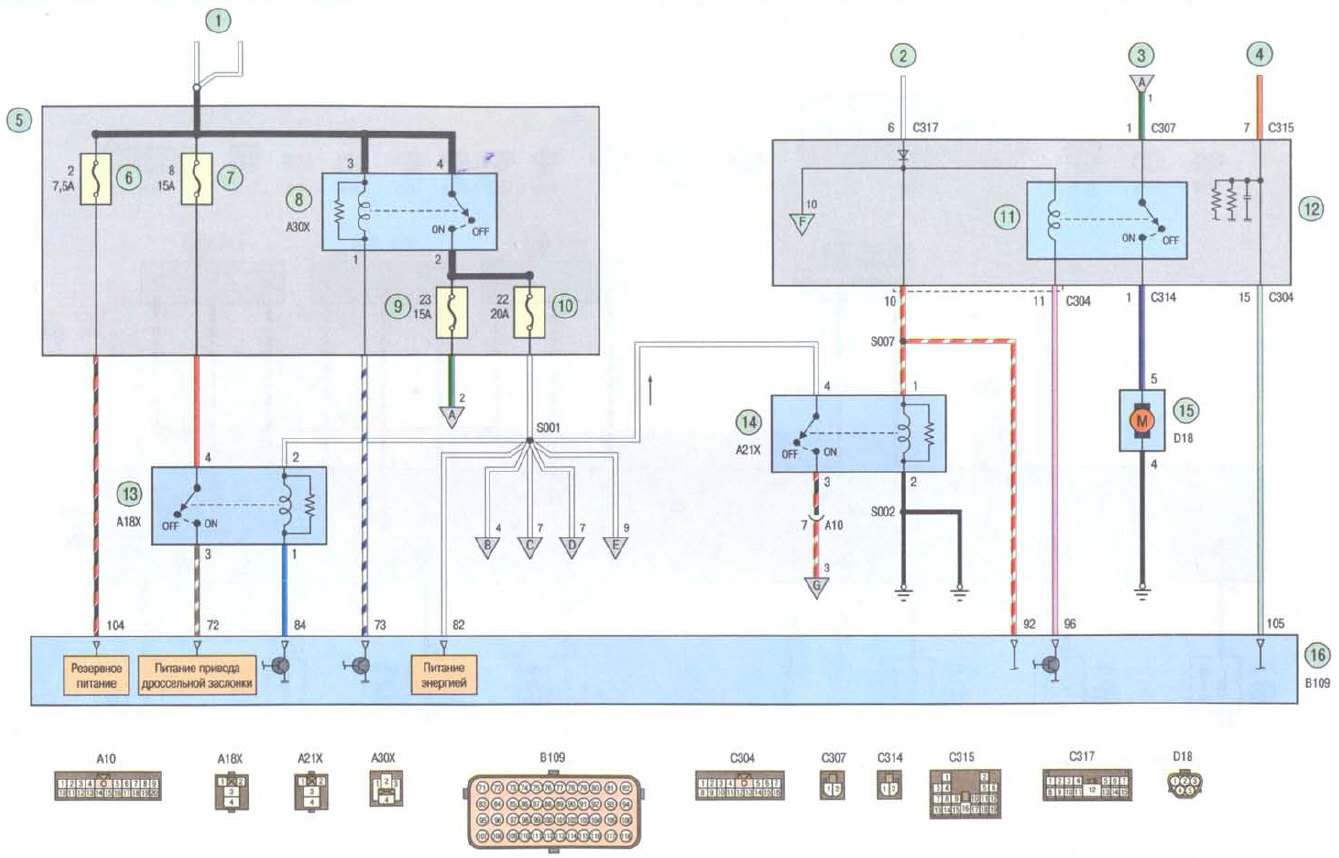 1
2
3
4
A
1
6 C317
1 C307
7 C315
5
2
7,5A
6
8
15A
7
3
4
8
A30X
ON
OFF
1
2
10
F
11
ON
OFF
12
9
23
15A
22
20A
10
10
11
C304
1 C314
15 C304
S007
2
A
S001
4
1
14
A21X
OFF
ON
3
2
5
M
15
D18
4
4
2
13
A18X
OFF
ON
3
1
4
B
7
C
7
D
9
E
7 A10
3
G
S002
104
72
84
73
82
92
96
105
Резервное
питание
Питание привода
дроссельной заслонки
Питание
энергией
16
B109
A10
A18X
A21X
A30X
B109
C304
C307
C314
C315
C317
D18